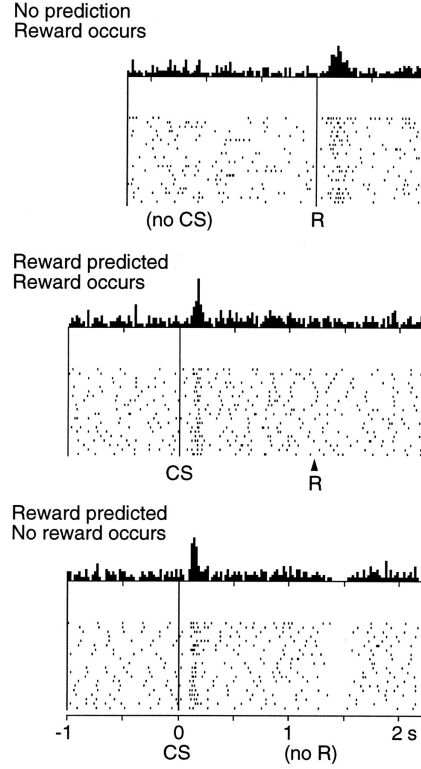 No prediction
Reward occurs
(no CS) R
Reward predicted
Reward occurs
CS R
Reward predicted
No reward occurs
-1 0 1 2 s
CS (no R)